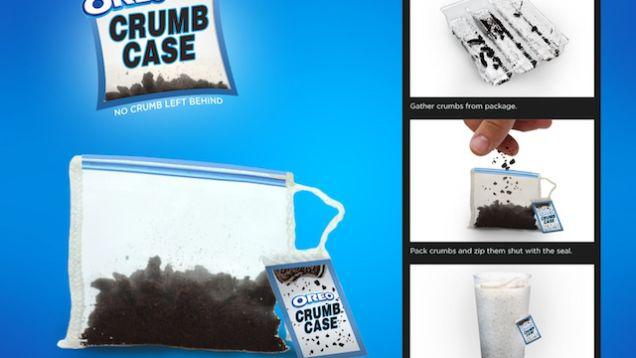 OREO
CRUMB
CASE
NO CRUMB LEFT BEHIND
OREO
CRUMB
CASE
Gather crumbs from package.
CRUMB
CASE
Pack crumbs and zip them shut with the seal.